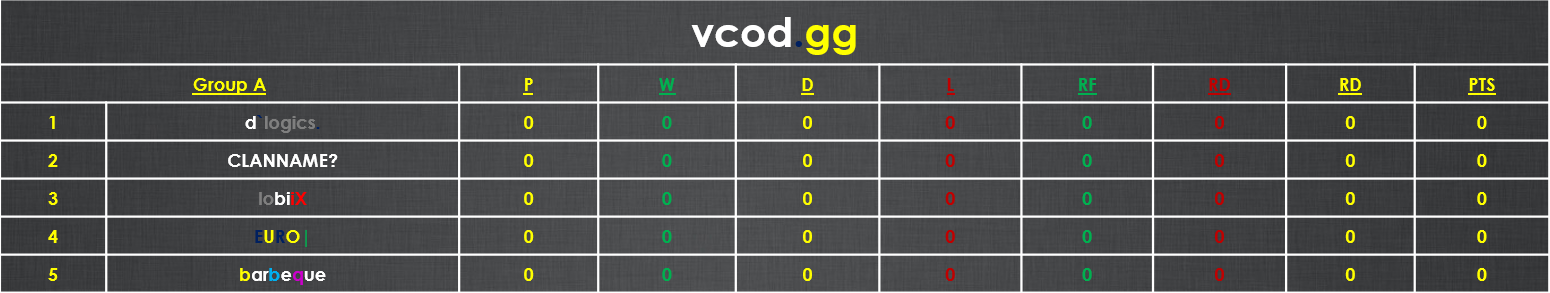 vcod.gg
Group A P W D L RF RD RD PTS
1 d`logics. 0 0 0 0 0 0 0 0
2 CLANNAME? 0 0 0 0 0 0 0 0
3 lobiiX 0 0 0 0 0 0 0 0
4 EURO| 0 0 0 0 0 0 0 0
5 barbeque 0 0 0 0 0 0 0 0